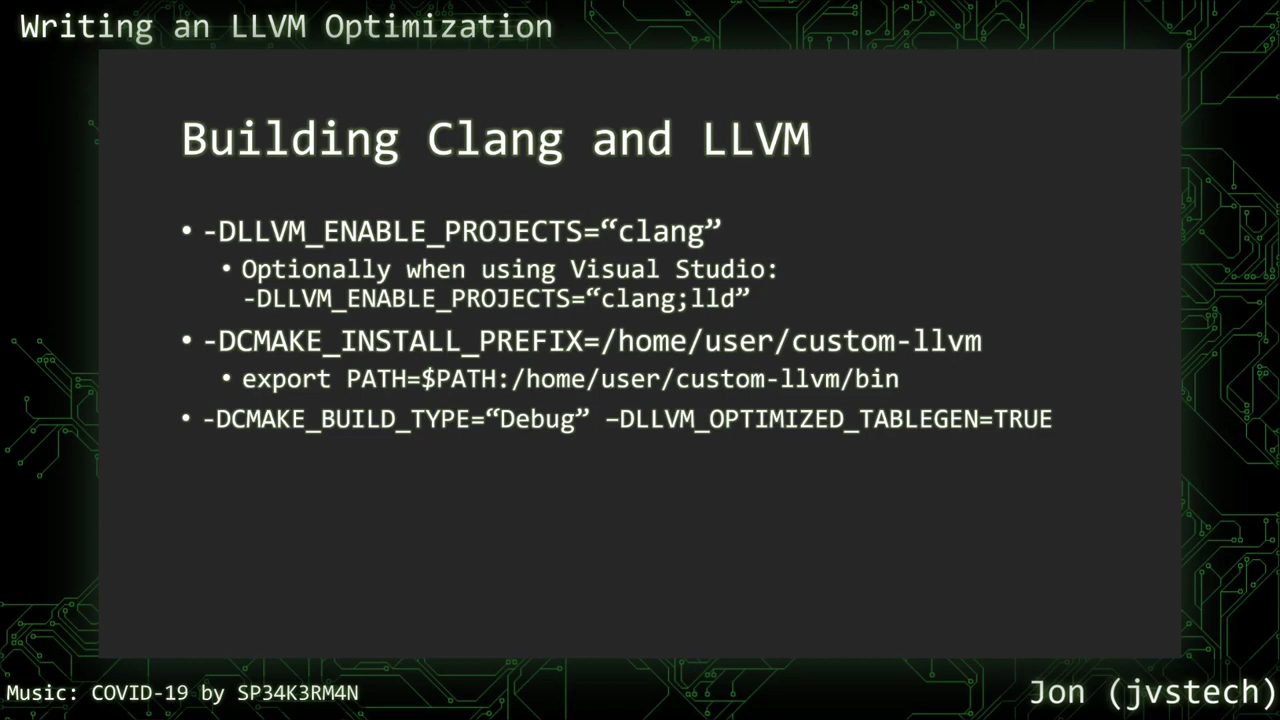 Writing an LLVM Optimization
Building Clang and LLVM
• -DLLVM_ENABLE_PROJECTS=“clang”
• Optionally when using Visual Studio:
-DLLVM_ENABLE_PROJECTS=“clang;lld”
• -DCMAKE_INSTALL_PREFIX=/home/user/custom-llvm
• export PATH=$PATH:/home/user/custom-llvm/bin
• -DCMAKE_BUILD_TYPE=“Debug” –DLLVM_OPTIMIZED_TABLEGEN=TRUE
Music: COVID-19 by SP34K3RM4N
Jon (jvstech)